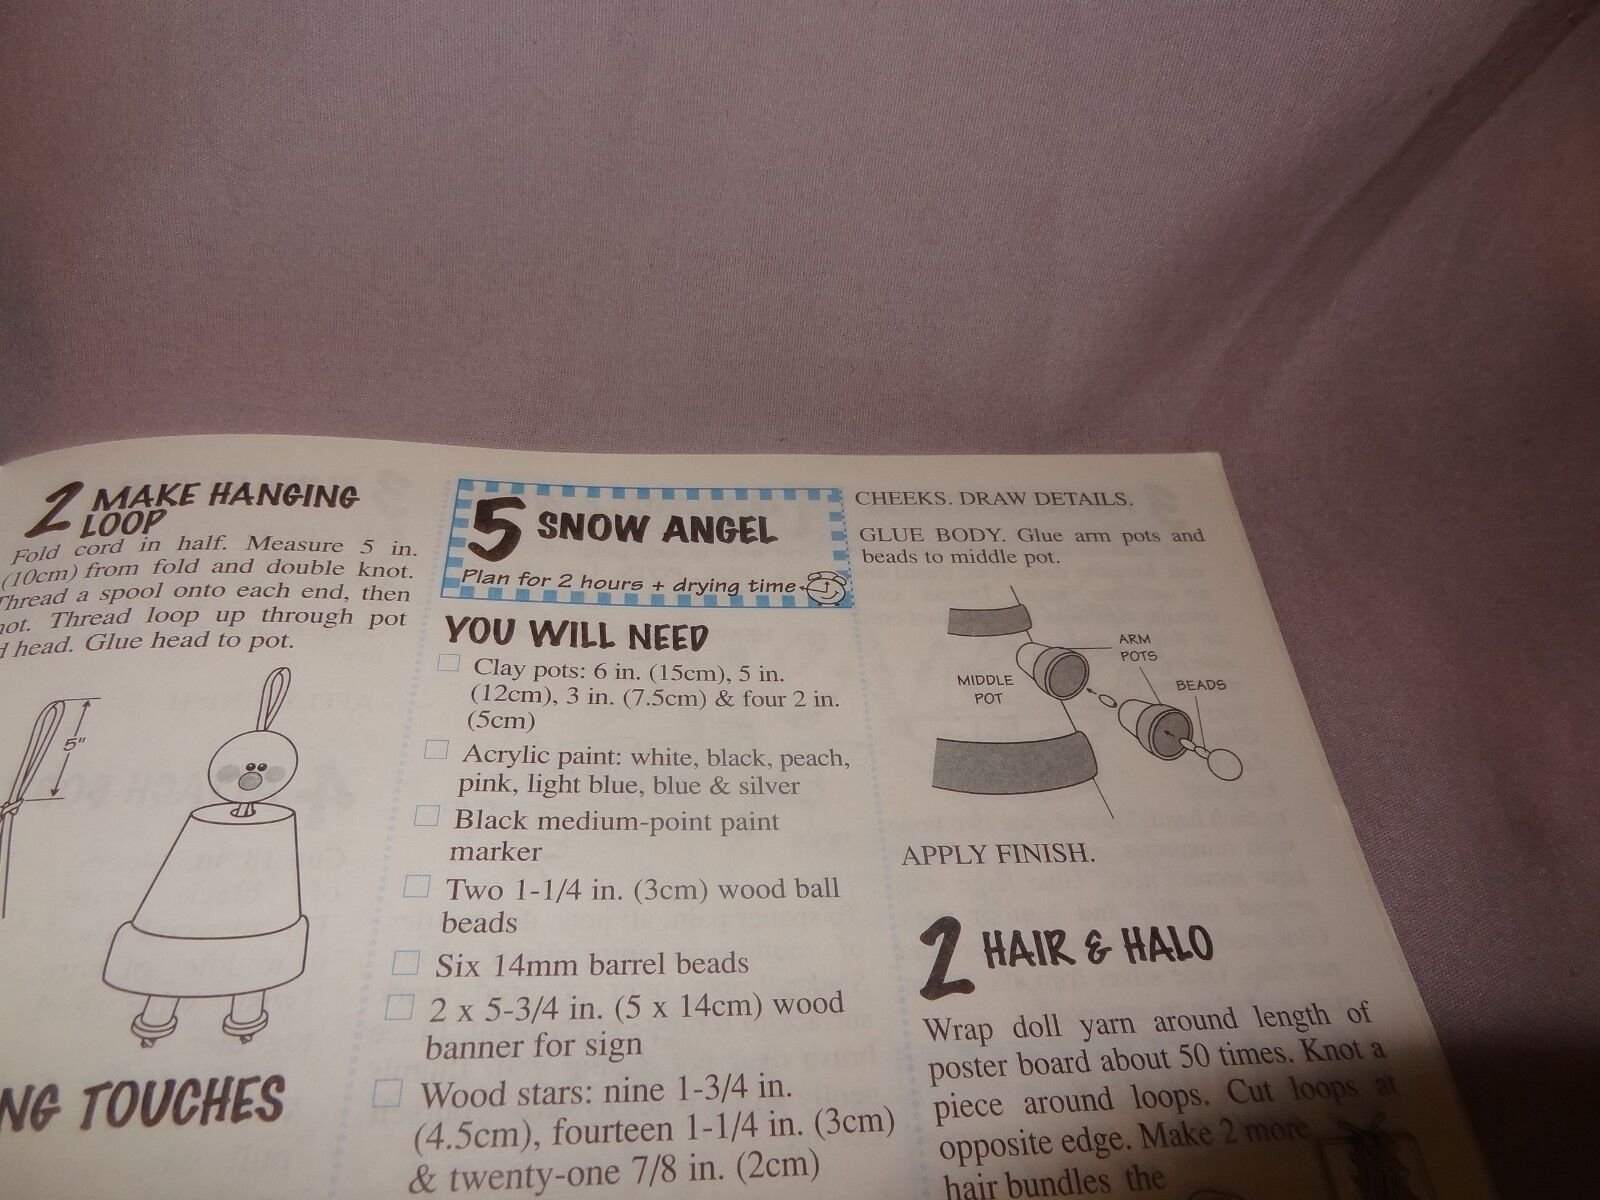 2 MAKE HANGING
LOOP
Fold cord in half. Measure 5 in.
(10cm) from fold and double knot.
Thread a spool onto each end, then
. Thread loop up through pot
head. Glue head to pot.
5"
TOUCHES
5 SNOW ANGEL
Plan for 2 hours + drying time
YOU WILL NEED
Clay pots: 6 in. (15cm), 5 in.
(12cm), 3 in. (7.5cm) & four 2 in.
(5cm)
Acrylic paint: white, black, peach,
pink, light blue, blue & silver
Black medium-point paint
marker
Two 1-1/4 in. (3cm) wood ball
beads
Six 14mm barrel beads
2 x 5-3/4 in. (5 x 14cm) wood
banner for sign
Wood stars: nine 1-3/4 in.
(4.5cm), fourteen 1-1/4 in. (3cm)
& twenty-one 7/8 in. (2cm)
CHEEKS. DRAW DETAILS.
GLUE BODY. Glue arm pots and
beads to middle pot.
ARM
POTS
MIDDLE
POT
BEADS
APPLY FINISH.
2 HAIR & HALO
Wrap doll yarn around length of
poster board about 50 times. Knot a
piece around loops. Cut loops at
opposite edge. Make 2 more
hair bundles the